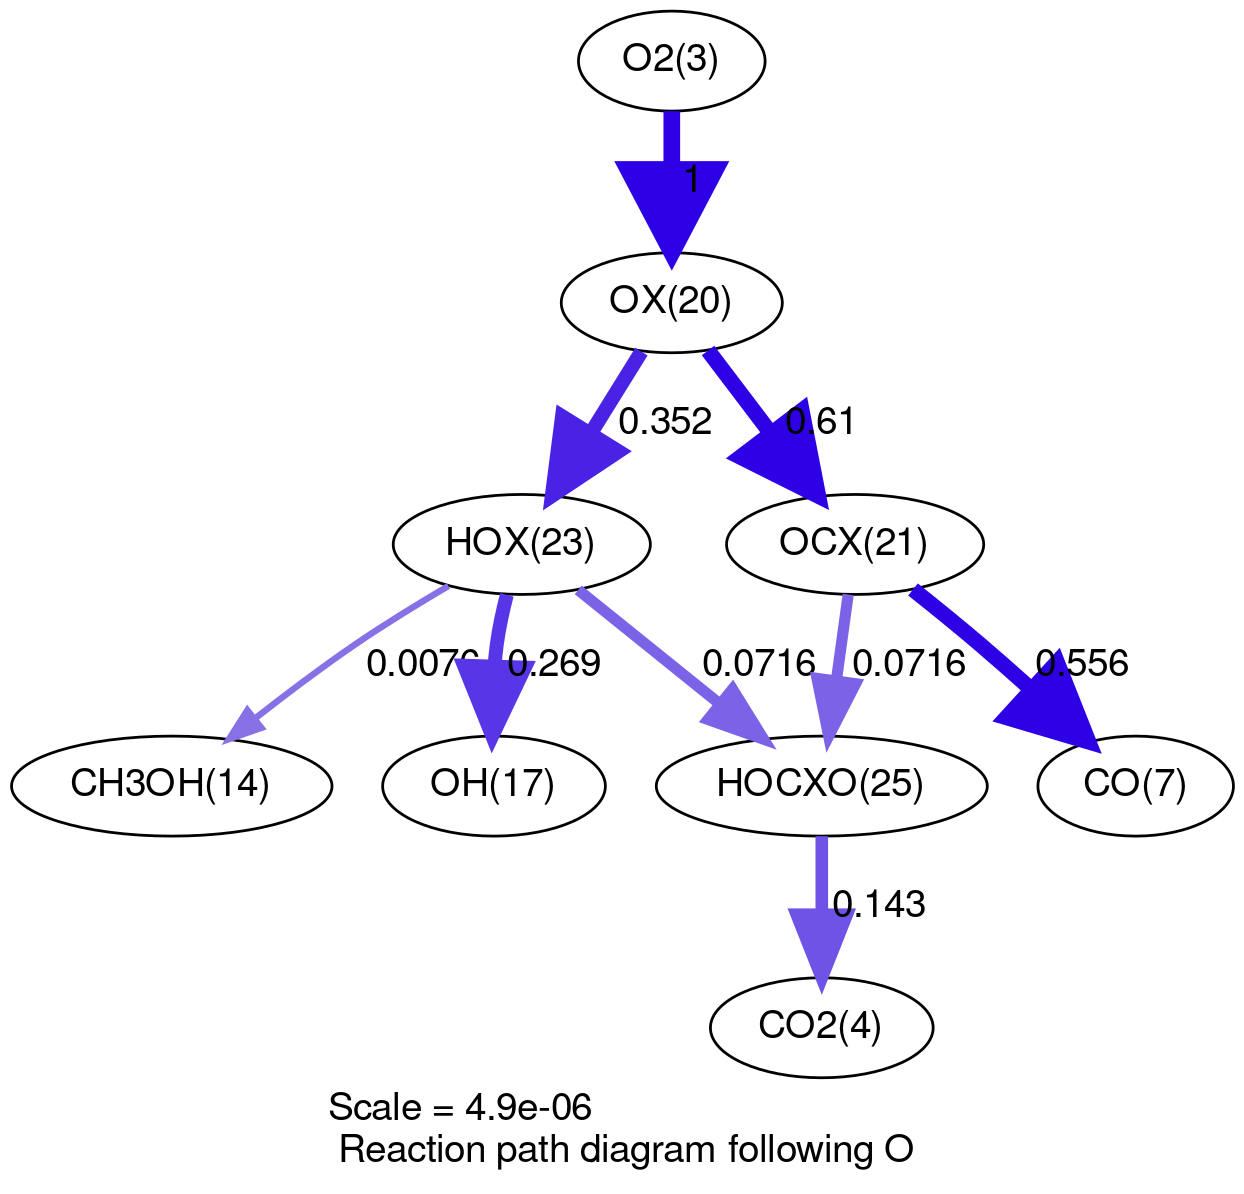 O2(3)
1
OX(20)
0.352
0.61
HOX(23)
OCX(21)
0.0076
0.269
0.0716
0.0716
0.556
CH3OH(14)
OH(17)
HOCXO(25)
CO(7)
0.143
CO2(4)
Scale = 4.9e-06
Reaction path diagram following O